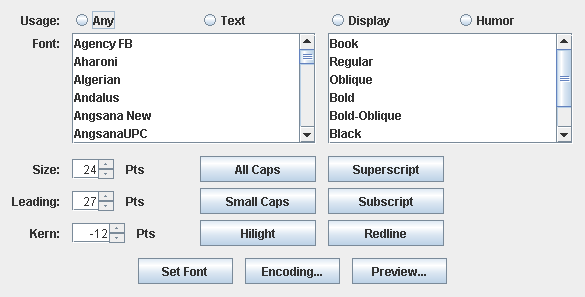 Usage: Any Text Display Humor
Font: Agency FB Book
Aharoni Regular
Algerian Oblique
Andalus Bold
Angsana New Bold-Oblique
AngsanaUPC Black
Size: 24 Pts All Caps Superscript
Leading: 27 Pts Small Caps Subscript
Kern: -12 Pts Hilight Redline
Set Font Encoding... Preview...